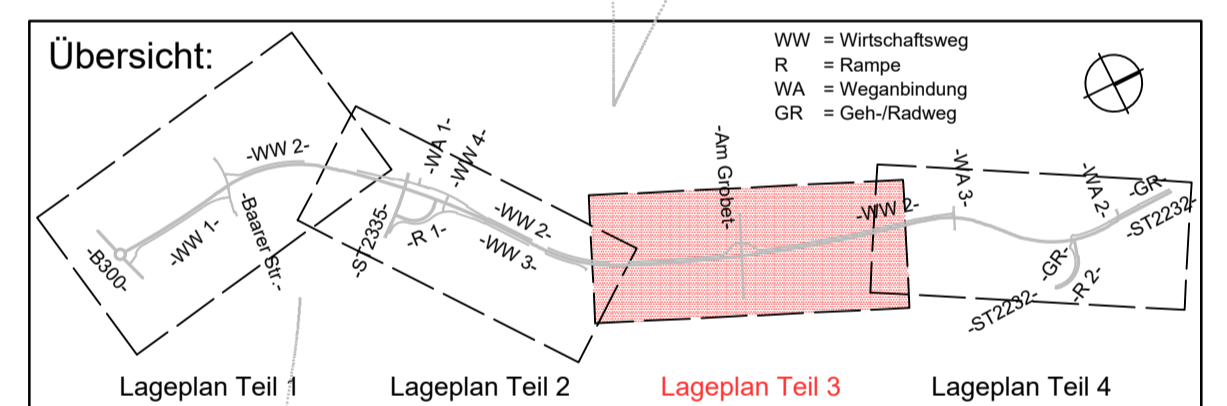 Übersicht:
WW = Wirtschaftsweg
R = Rampe
WA = Weganbindung
GR = Geh-/Radweg
-B300-
-WW 1-
-Baarer Str.-
-WW 2-
-ST2335-
-R 1-
-WA 1-
-WW 4-
-WW 2-
-WW 3-
-Am Grobet-
-WW 2-
-WA 3-
-WA 2-
-GR-
-ST2232-
-GR-
-R 2-
-ST2232-
Lageplan Teil 1
Lageplan Teil 2
Lageplan Teil 3
Lageplan Teil 4